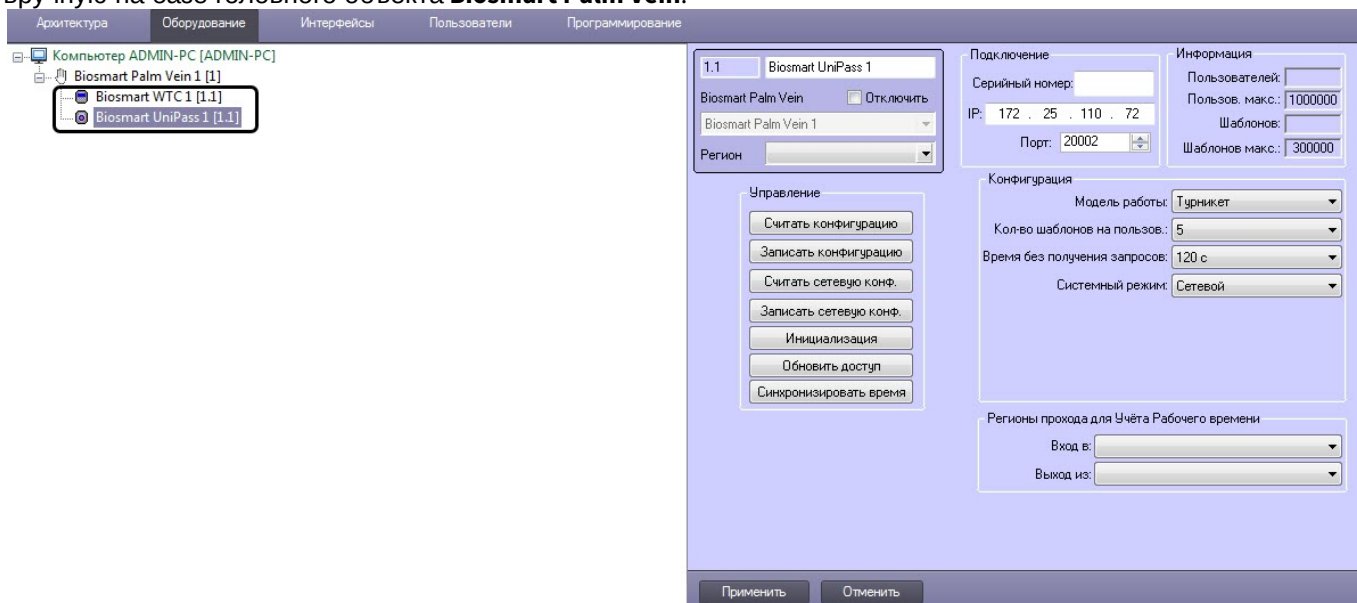 вручную на базе головного объекта Biosmart Palm Vein.
Архитектура Оборудование Интерфейсы Пользователи Программирование
Компьютер ADMIN-PC [ADMIN-PC]
Biosmart Palm Vein 1 [1]
Biosmart WTC 1 [1.1]
Biosmart UniPass 1 [1.1]
1.1 Biosmart UniPass 1
Biosmart Palm Vein Отключить
Biosmart Palm Vein 1
Регион
Управление
Считать конфигурацию
Записать конфигурацию
Считать сетевую конф.
Записать сетевую конф.
Инициализация
Обновить доступ
Синхронизировать время
Подключение
Серийный номер:
IP: 172 . 25 . 110 . 72
Порт: 20002
Информация
Пользователей:
Пользов. макс.: 1000000
Шаблонов:
Шаблонов макс.: 300000
Конфигурация
Модель работы: Турникет
Кол-во шаблонов на пользов.: 5
Время без получения запросов: 120 с
Системный режим: Сетевой
Регионы прохода для Учёта Рабочего времени
Вход в:
Выход из:
Применить Отменить